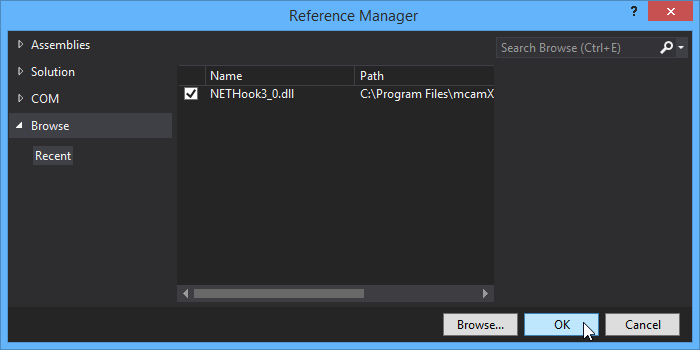 Reference Manager
?
Assemblies
Solution
COM
Browse
Recent
Search Browse (Ctrl+E)
Name Path
NETHook3_0.dll C:\Program Files\mcamX
Browse... OK Cancel